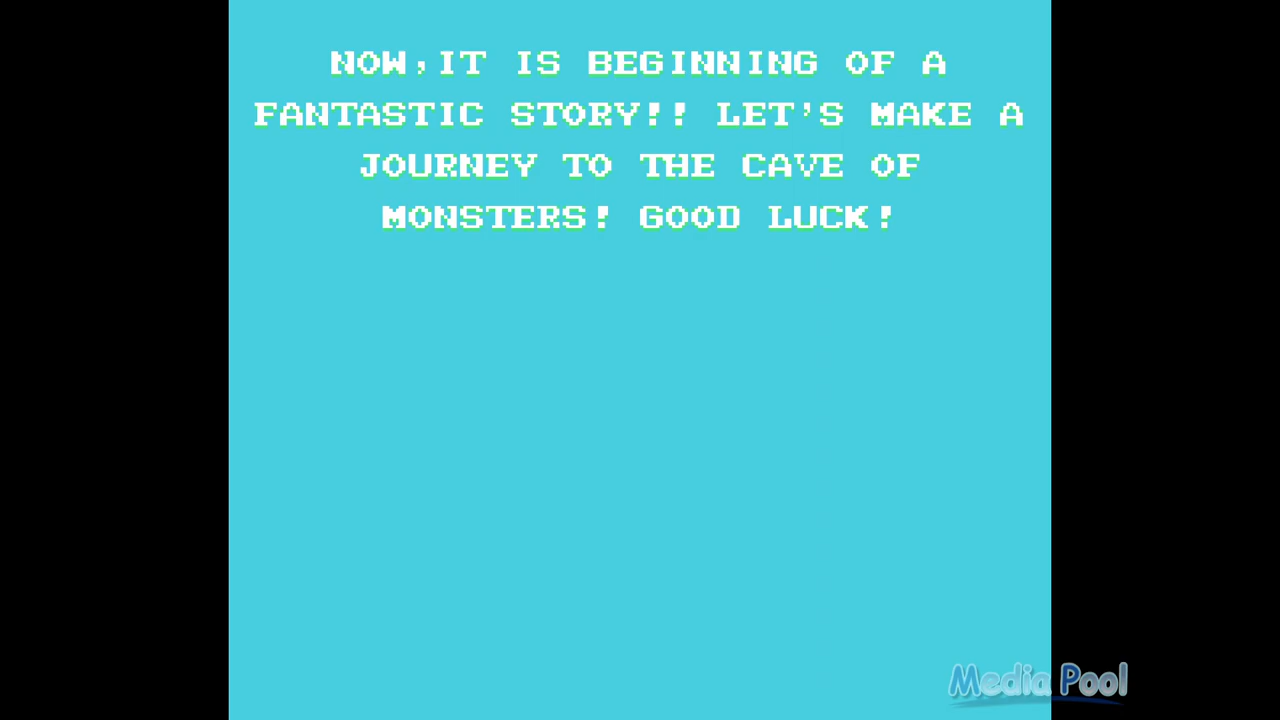 NOW,IT IS BEGINNING OF A
FANTASTIC STORY!! LET'S MAKE A
JOURNEY TO THE CAVE OF
MONSTERS! GOOD LUCK!
Media Pool